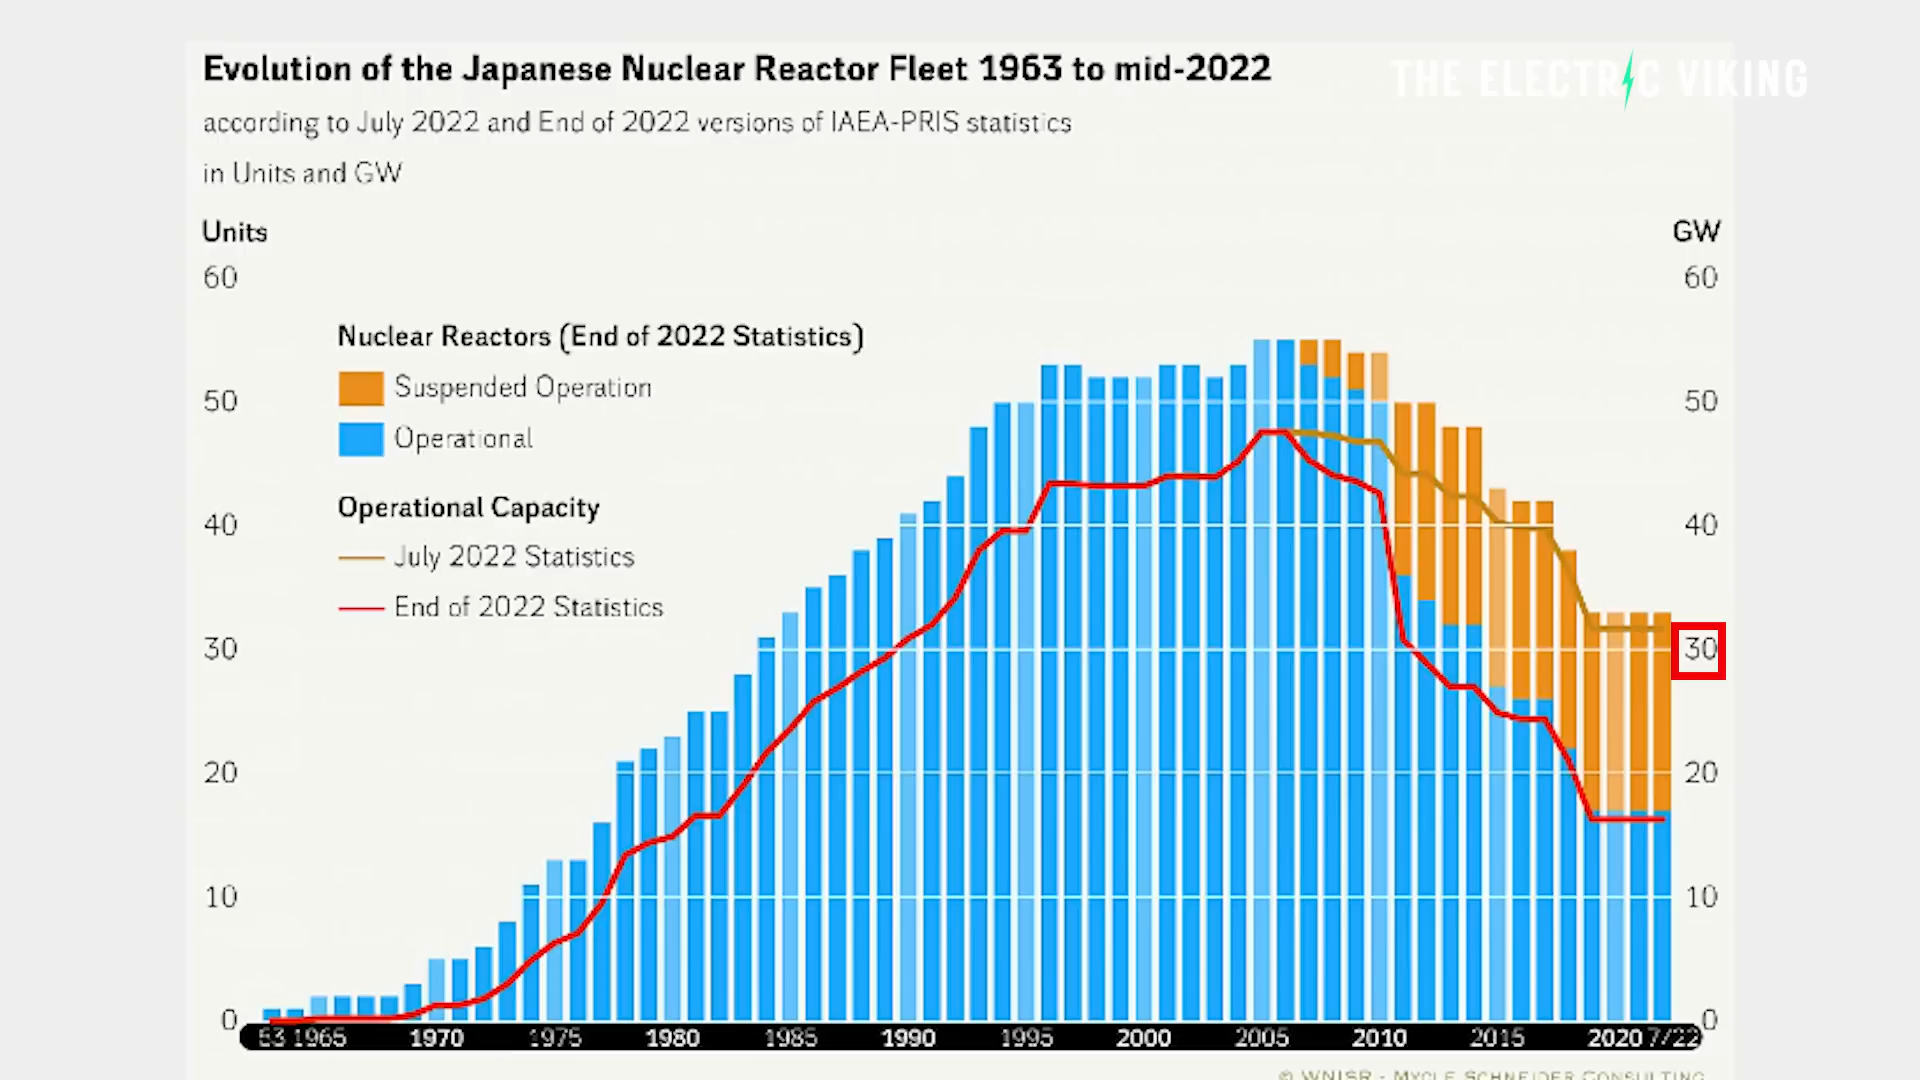 Evolution of the Japanese Nuclear Reactor Fleet 1963 to mid-2022
THE ELECTRIC VIKING
according to July 2022 and End of 2022 versions of IAEA-PRIS statistics
in Units and GW
Units
GW
60
60
Nuclear Reactors (End of 2022 Statistics)
Suspended Operation
50
50
Operational
Operational Capacity
40
40
July 2022 Statistics
End of 2022 Statistics
30
30
20
20
10
10
0
0
63 1965 1970 1975 1980 1985 1990 1995 2000 2005 2010 2015 2020 7/22
© WNISR - MYCLE SCHNEIDER CONSULTING